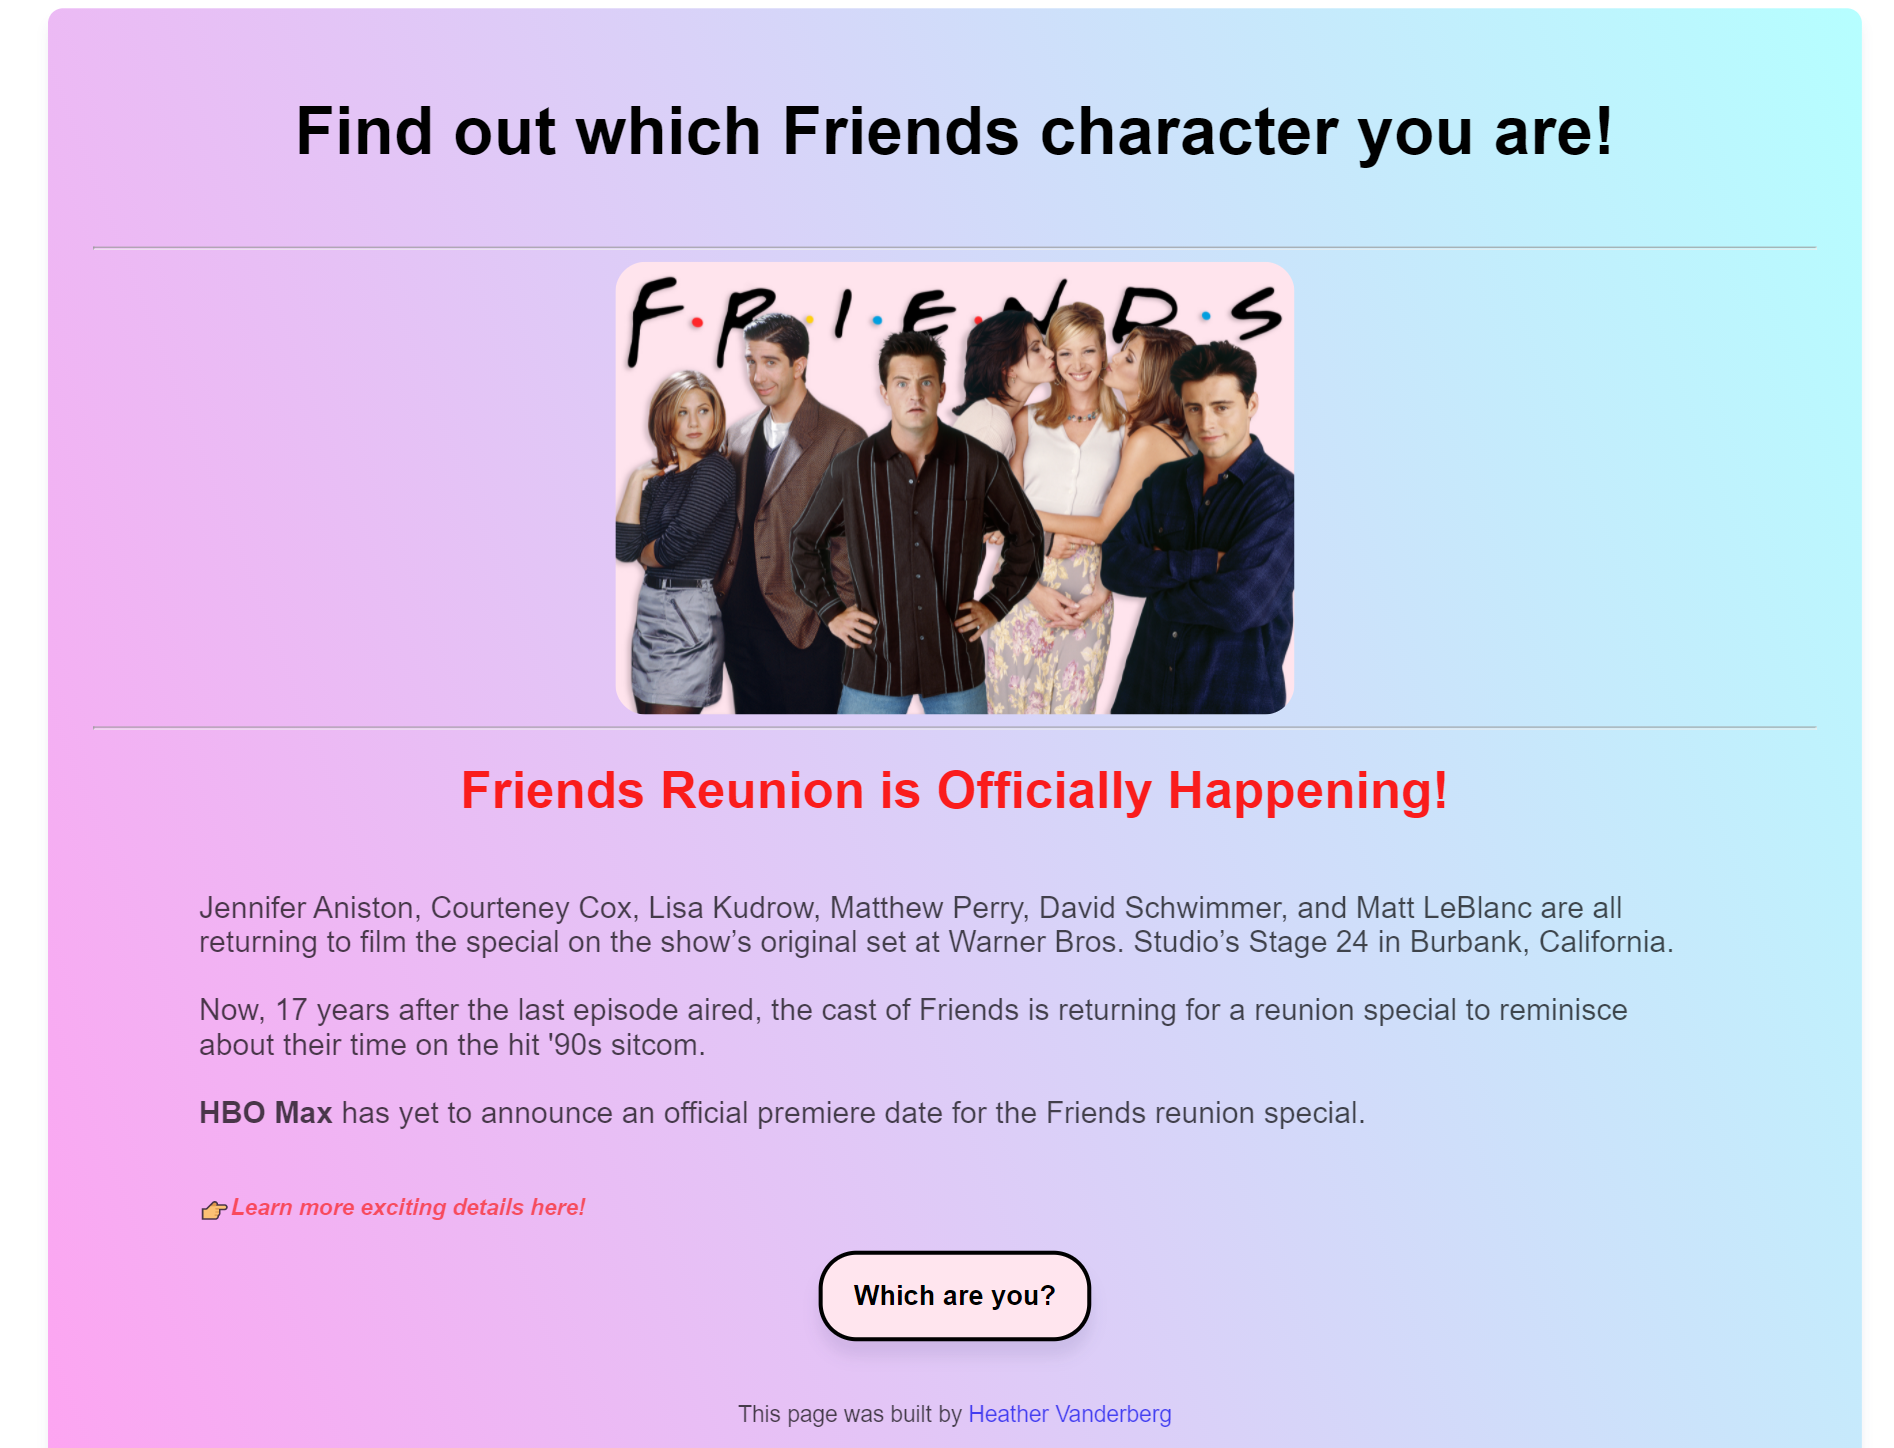 Find out which Friends character you are!
F•R•I•E•N•D•S
Friends Reunion is Officially Happening!
Jennifer Aniston, Courteney Cox, Lisa Kudrow, Matthew Perry, David Schwimmer, and Matt LeBlanc are all
returning to film the special on the show’s original set at Warner Bros. Studio’s Stage 24 in Burbank, California.
Now, 17 years after the last episode aired, the cast of Friends is returning for a reunion special to reminisce
about their time on the hit '90s sitcom.
HBO Max has yet to announce an official premiere date for the Friends reunion special.
👉Learn more exciting details here!
Which are you?
This page was built by Heather Vanderberg